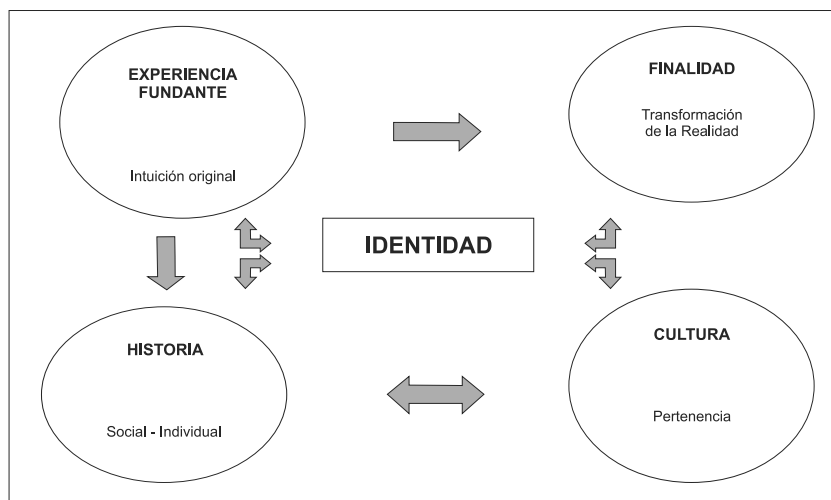 EXPERIENCIA
FUNDANTE
Intuición original
FINALIDAD
Transformación
de la Realidad
IDENTIDAD
HISTORIA
Social - Individual
CULTURA
Pertenencia